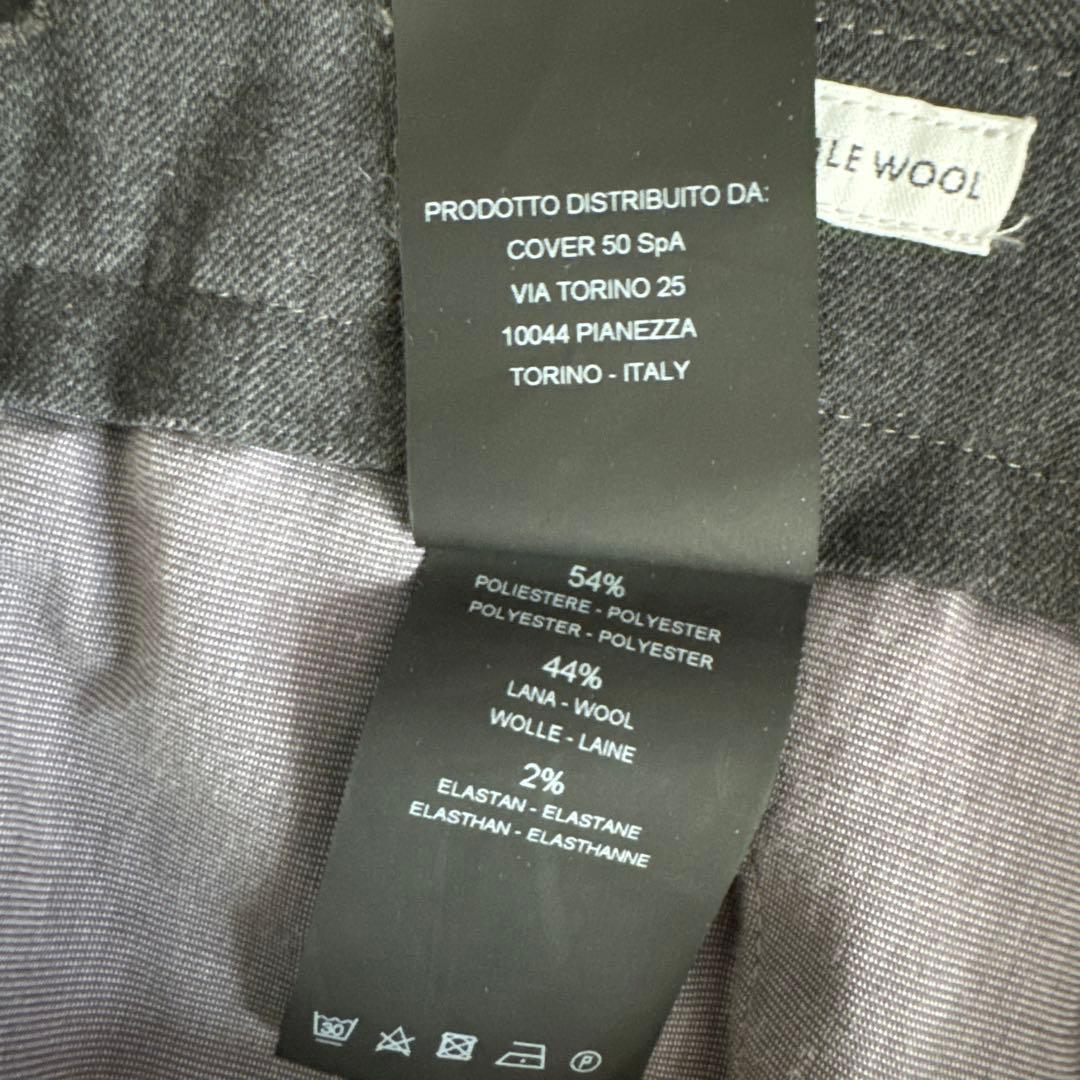 LE WOOL
PRODOTTO DISTRIBUITO DA:
COVER 50 SpA
VIA TORINO 25
10044 PIANEZZA
TORINO - ITALY
54%
POLIESTERE - POLYESTER
POLYESTER - POLYESTER
44%
LANA - WOOL
WOLLE - LAINE
2%
ELASTAN - ELASTANE
ELASTHAN - ELASTHANNE
30
P